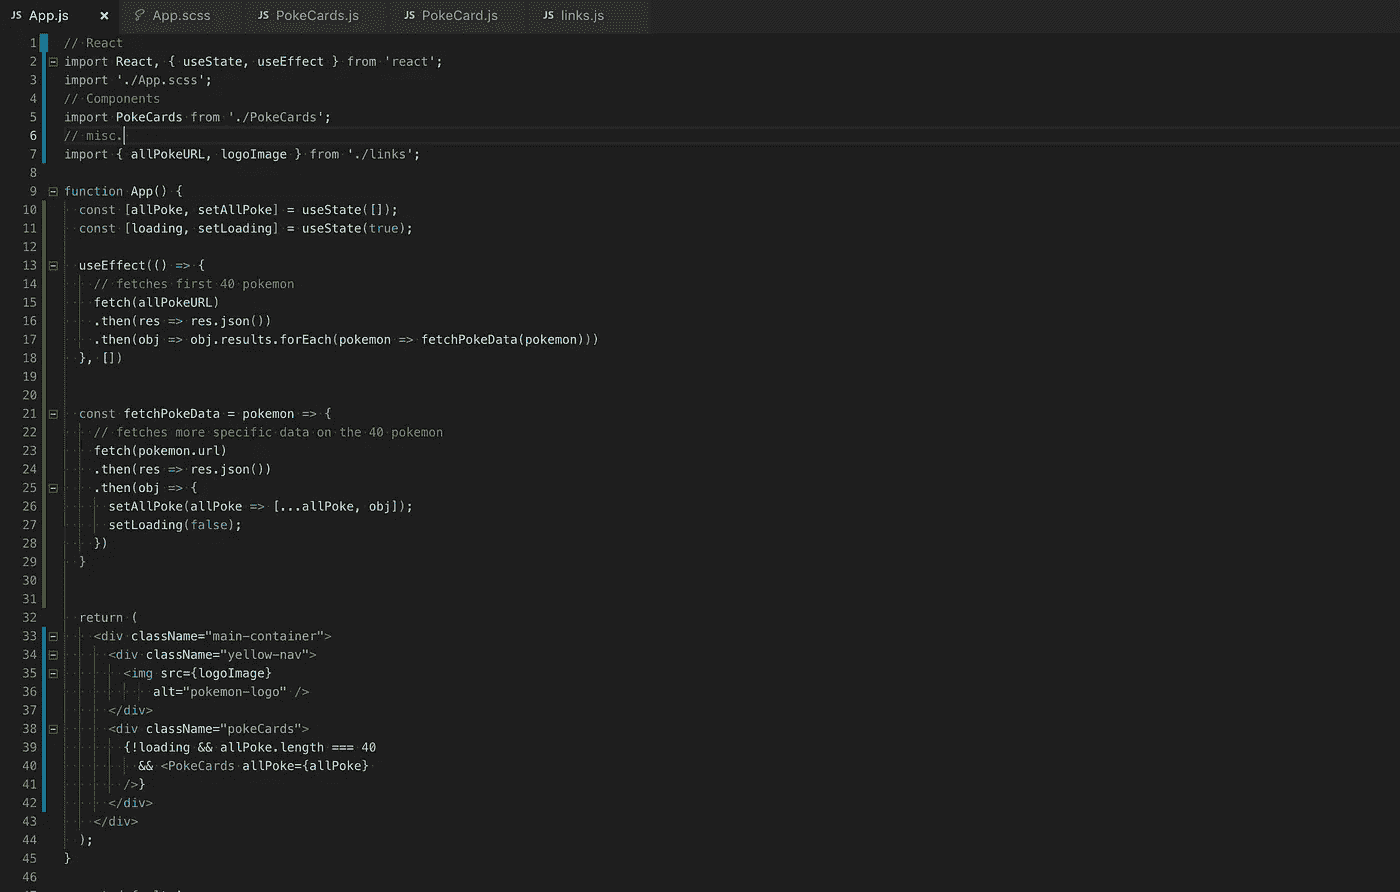 JS App.js × App.scss JS PokeCards.js JS PokeCard.js JS links.js
1 // React
2 import React, { useState, useEffect } from 'react';
3 import './App.scss';
4 // Components
5 import PokeCards from './PokeCards';
6 // misc.
7 import { allPokeURL, logoImage } from './links';
8
9 function App() {
10 const [allPoke, setAllPoke] = useState([]);
11 const [loading, setLoading] = useState(true);
12
13 useEffect(() => {
14 // fetches first 40 pokemon
15 fetch(allPokeURL)
16 .then(res => res.json())
17 .then(obj => obj.results.forEach(pokemon => fetchPokeData(pokemon)))
18 }, [])
19
20
21 const fetchPokeData = pokemon => {
22 // fetches more specific data on the 40 pokemon
23 fetch(pokemon.url)
24 .then(res => res.json())
25 .then(obj => {
26 setAllPoke(allPoke => [...allPoke, obj]);
27 setLoading(false);
28 })
29 }
30
31
32 return (
33 <div className="main-container">
34 <div className="yellow-nav">
35 <img src={logoImage}
36 alt="pokemon-logo" />
37 </div>
38 <div className="pokeCards">
39 {!loading && allPoke.length === 40
40 && <PokeCards allPoke={allPoke}
41 />}
42 </div>
43 </div>
44 );
45 }
46